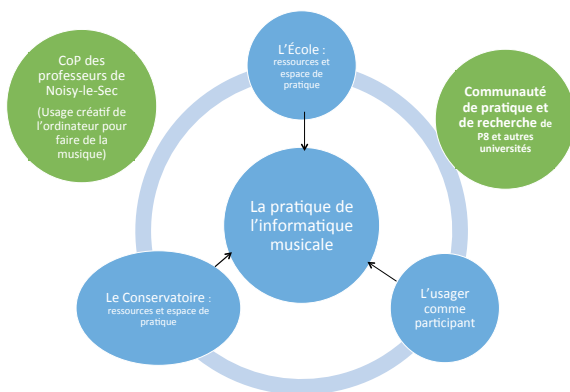 L'École :
ressources et
espace de
pratique
CoP des
professeurs de
Noisy-le-Sec
(Usage créatif de
l'ordinateur pour
faire de la
musique)
Communauté
de pratique et
de recherche de
P8 et autres
universités
La pratique de
l'informatique
musicale
Le Conservatoire :
ressources et espace de
pratique
L'usager
comme
participant